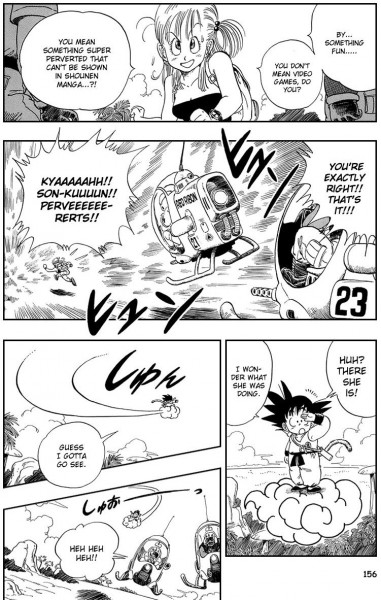 BY...
SOMETHING
FUN.....
YOU DON'T
MEAN VIDEO
GAMES, DO
YOU?
YOU MEAN
SOMETHING SUPER
PERVERTED THAT
CAN'T BE SHOWN
IN SHOUNEN
MANGA...?!
YOU'RE
EXACTLY
RIGHT!!
THAT'S
IT!!!
ビュン
KYAAAAAHH!!
SON-KUUUUN!!
PERVEEEEEE-
RERTS!!
23
ビュン
HUH?
THERE
SHE
IS!
I WON-
DER WHAT
SHE WAS
DOING.
しゅん
GUESS
I GOTTA
GO SEE.
しゅおーっ
HEH HEH
HEH!!
156